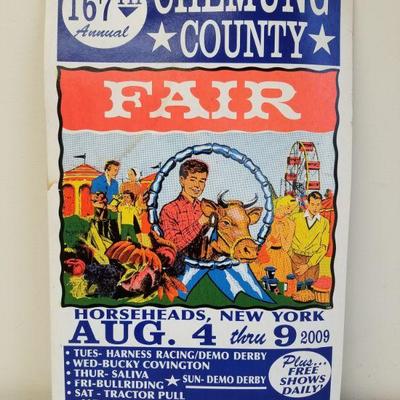 167TH
Annual
CHEMUNG
COUNTY
FAIR
HORSEHEADS, NEW YORK
AUG. 4 thru 9 2009
• TUES- HARNESS RACING/DEMO DERBY
• WED-BUCKY COVINGTON
• THUR- SALIVA
• FRI-BULLRIDING ★ SUN- DEMO DERBY
• SAT - TRACTOR PULL
Plus...
FREE
SHOWS
DAILY!